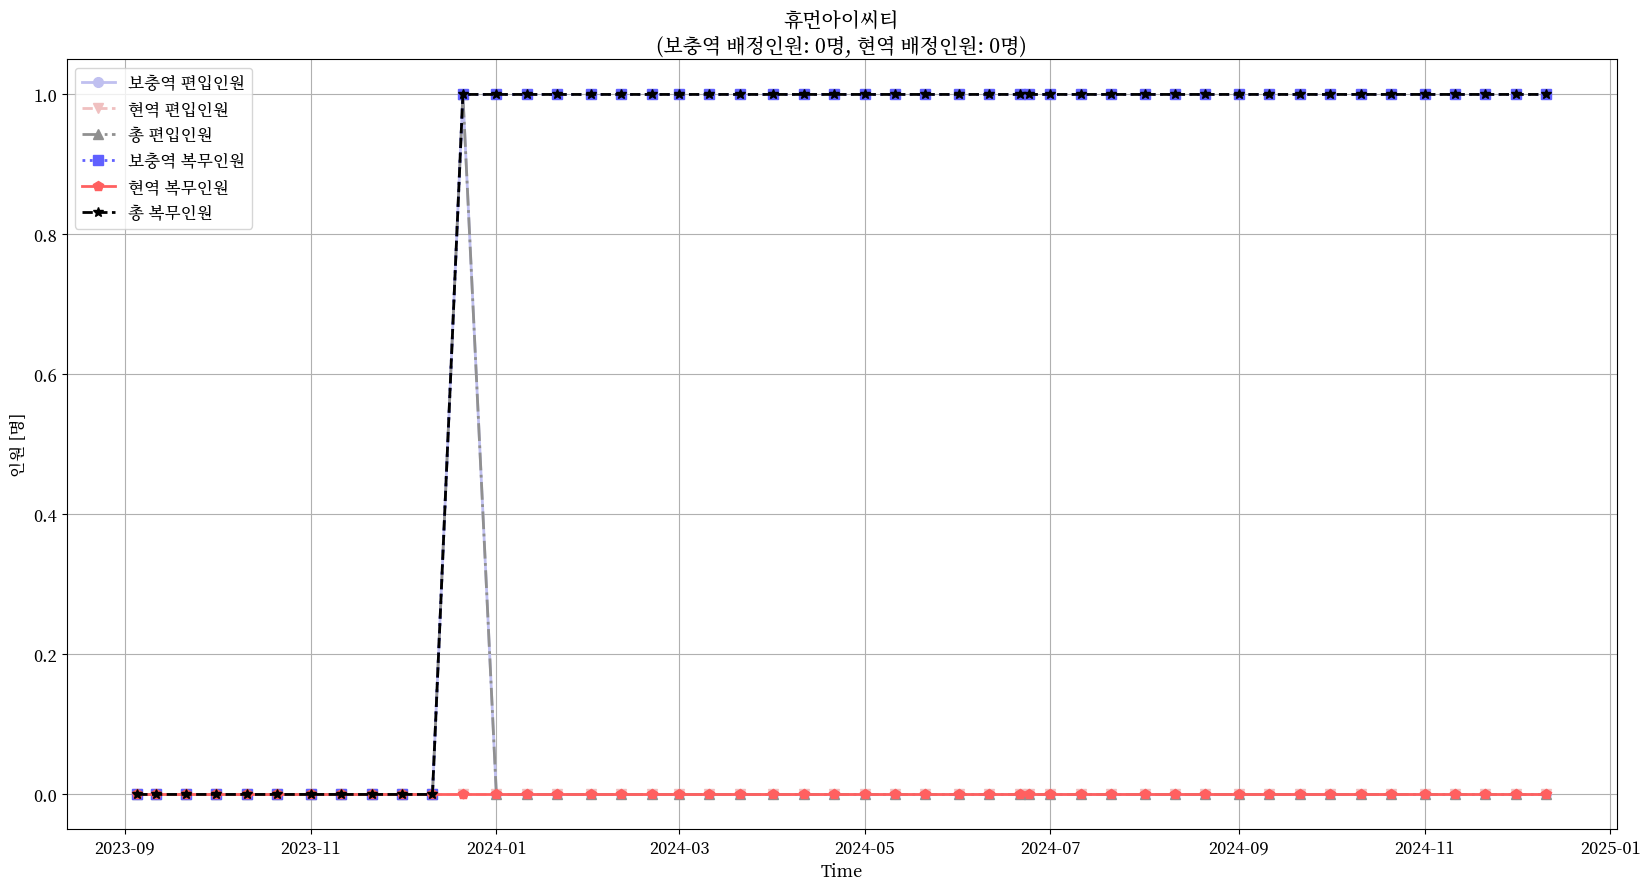 휴먼아이씨티
(보충역 배정인원: 0명, 현역 배정인원: 0명)
보충역 편입인원
현역 편입인원
총 편입인원
보충역 복무인원
현역 복무인원
총 복무인원
1.0
0.8
0.6
0.4
0.2
0.0
인원 [명]
2023-09
2023-11
2024-01
2024-03
2024-05
2024-07
2024-09
2024-11
2025-01
Time